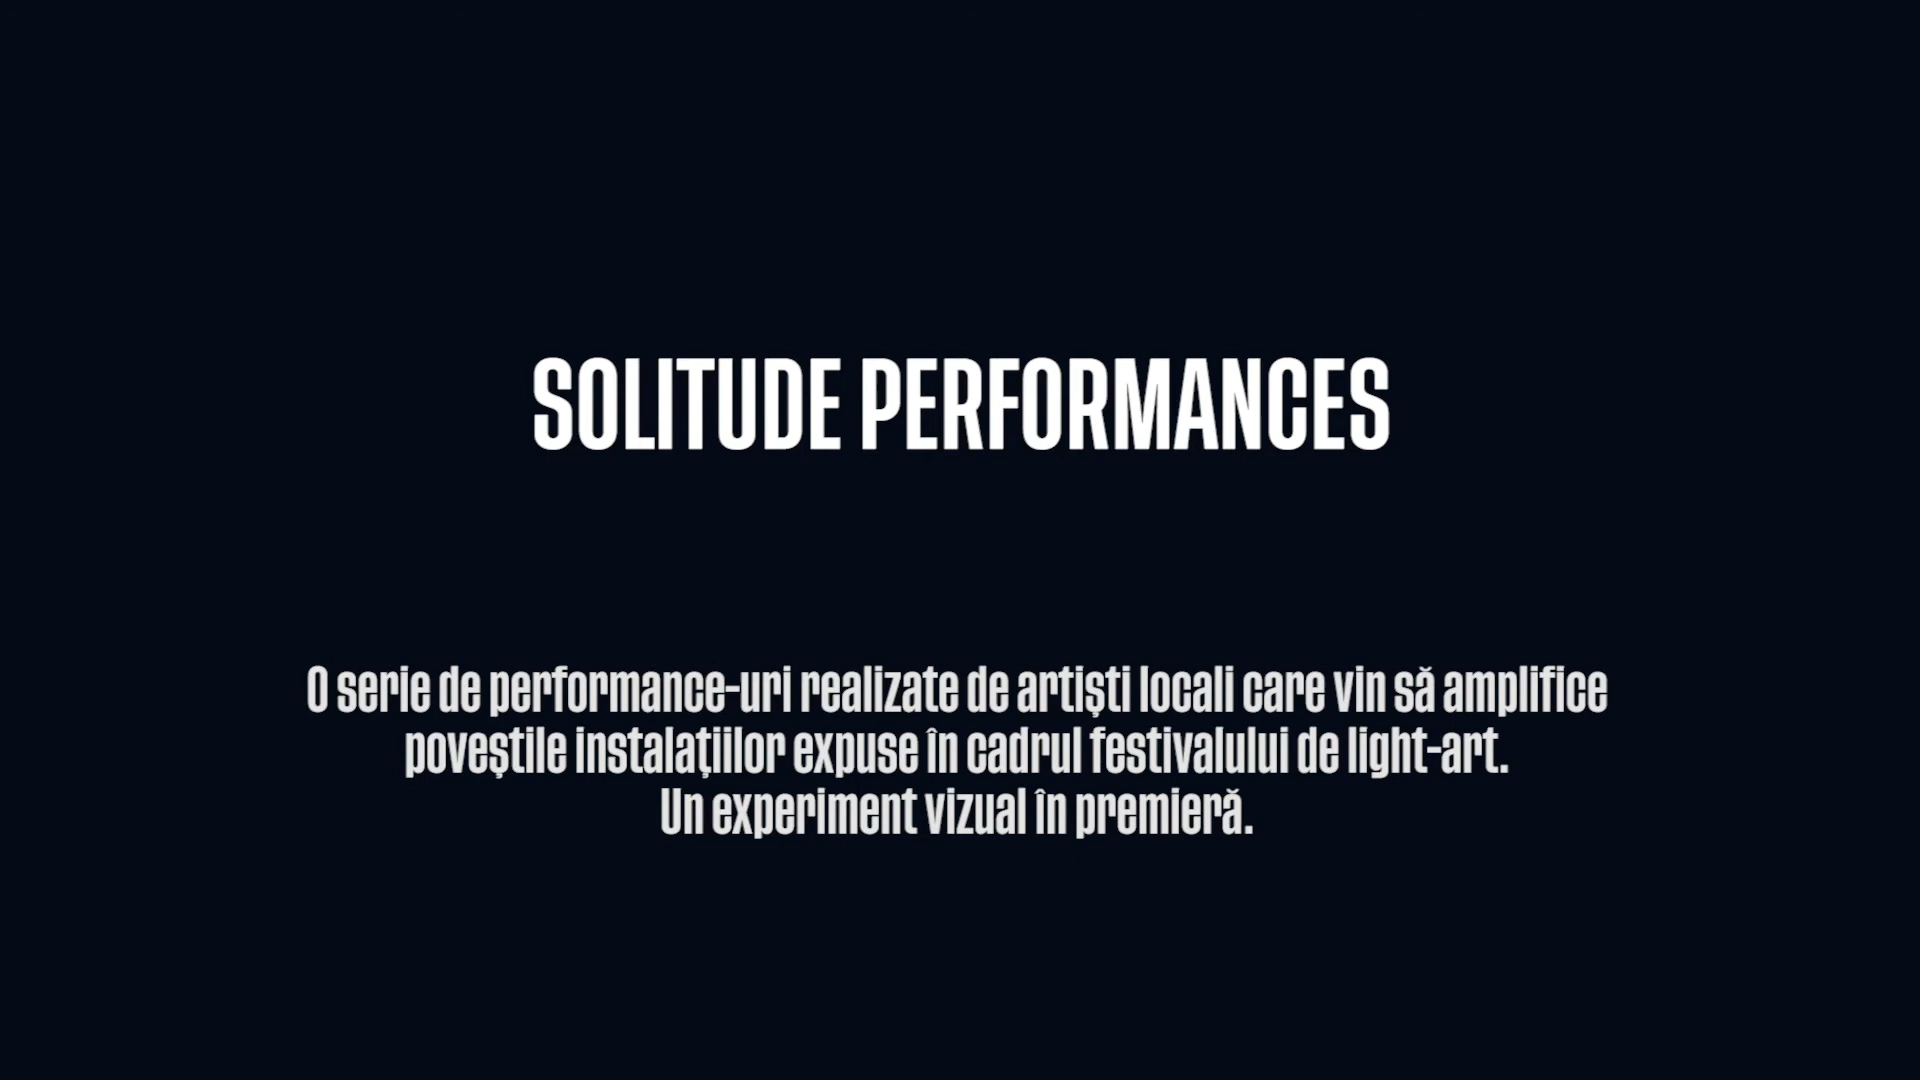 SOLITUDE PERFORMANCES
O serie de performance-uri realizate de artiști locali care vin să amplifice
poveștile instalațiilor expuse în cadrul festivalului de light-art.
Un experiment vizual în premieră.